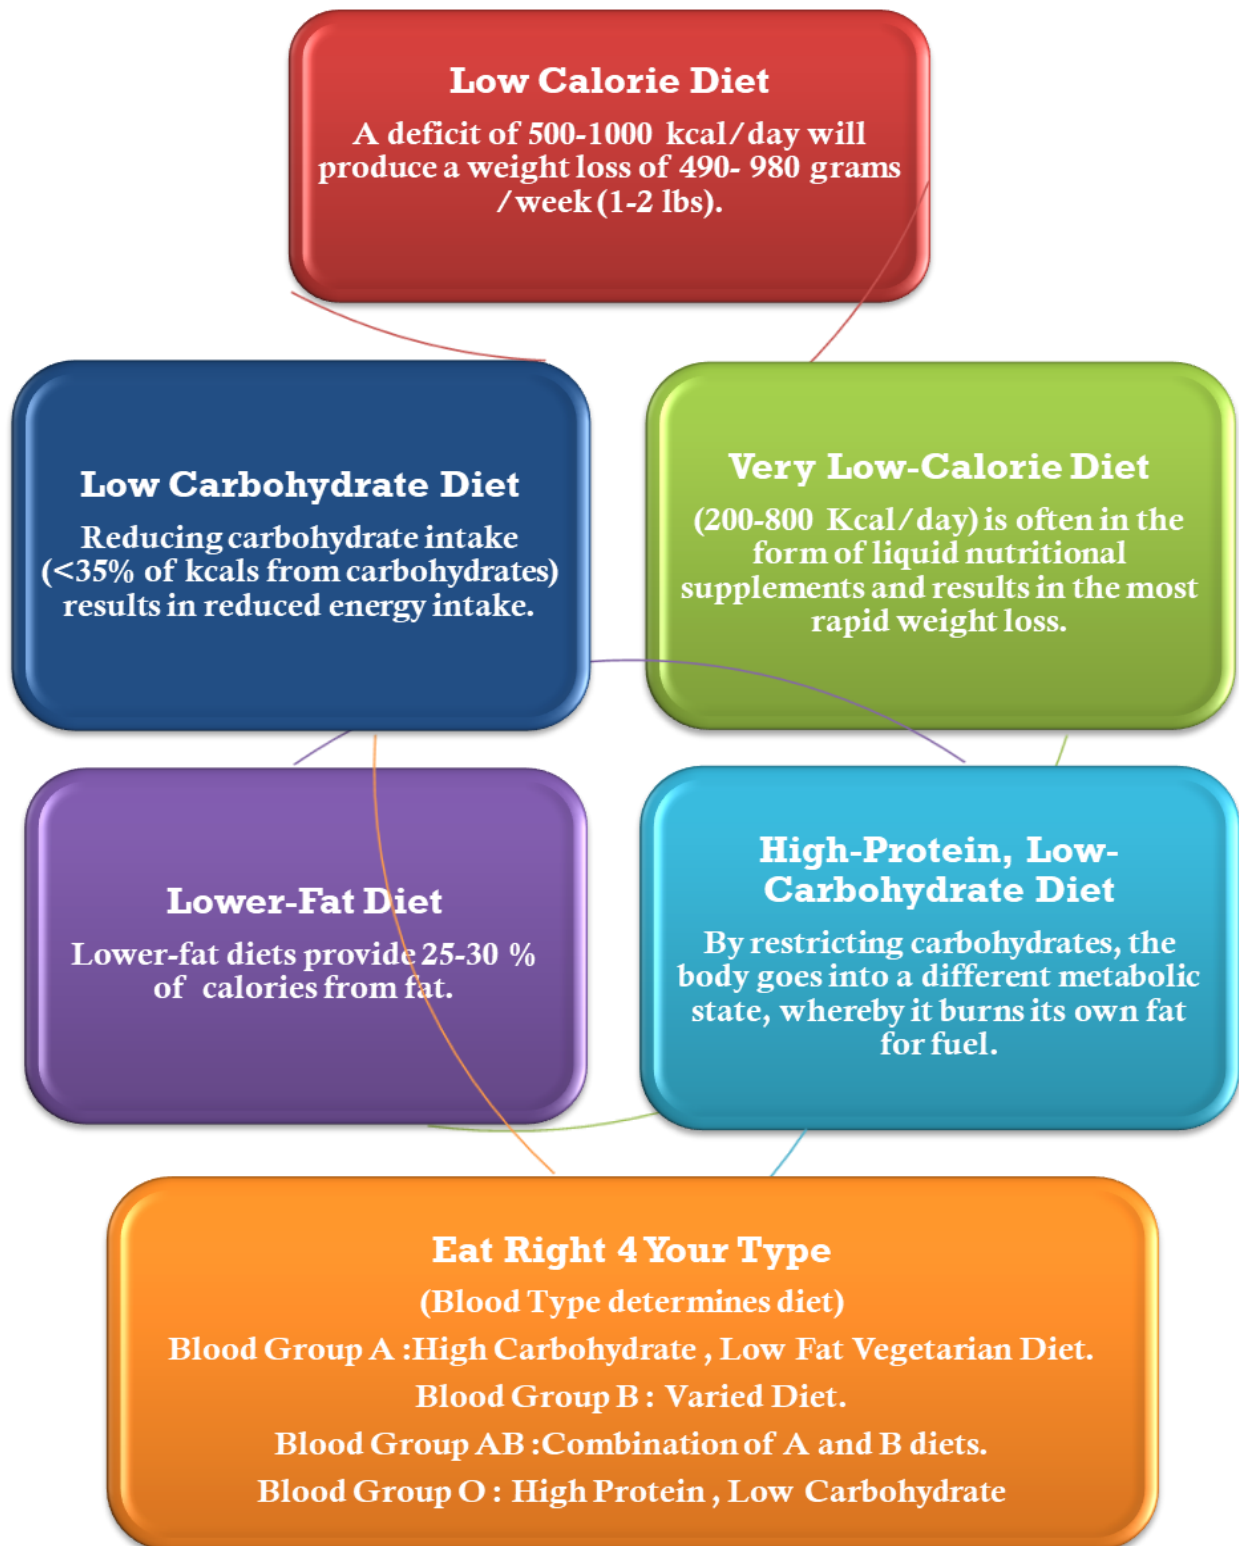 Low Calorie Diet
A deficit of 500-1000 kcal/day will
produce a weight loss of 490- 980 grams
/week (1-2 lbs).
Low Carbohydrate Diet
Reducing carbohydrate intake
(<35% of kcals from carbohydrates)
results in reduced energy intake.
Very Low-Calorie Diet
(200-800 Kcal/day) is often in the
form of liquid nutritional
supplements and results in the most
rapid weight loss.
Lower-Fat Diet
Lower-fat diets provide 25-30 %
of calories from fat.
High-Protein, Low-
Carbohydrate Diet
By restricting carbohydrates, the
body goes into a different metabolic
state, whereby it burns its own fat
for fuel.
Eat Right 4 Your Type
(Blood Type determines diet)
Blood Group A :High Carbohydrate , Low Fat Vegetarian Diet.
Blood Group B : Varied Diet.
Blood Group AB :Combination of A and B diets.
Blood Group O : High Protein , Low Carbohydrate